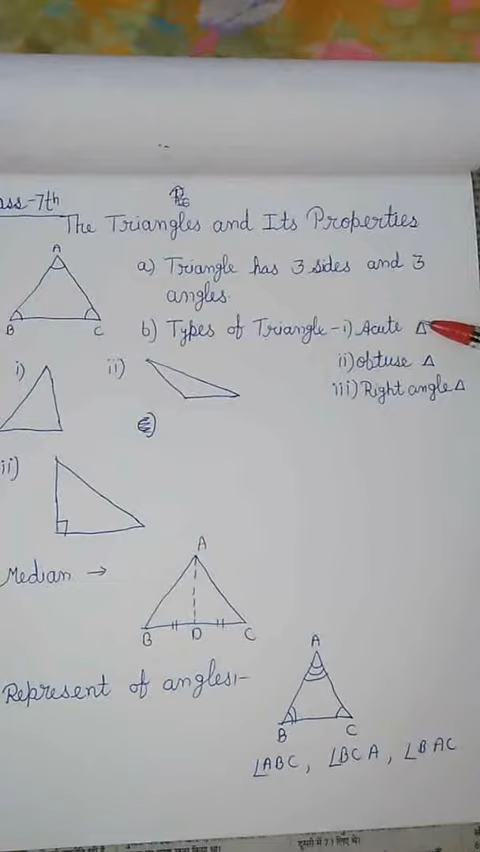 ass-7th
The Triangles and Its Properties
A
B C
a) Triangle has 3 sides and 3
angles.
b) Types of Triangle - i) Acute Δ
ii) obtuse Δ
iii) Right angle Δ
i)
ii)
ii)
Median →
A
B D C
Represent of angles:-
A
B C
∠ABC, ∠BCA, ∠BAC